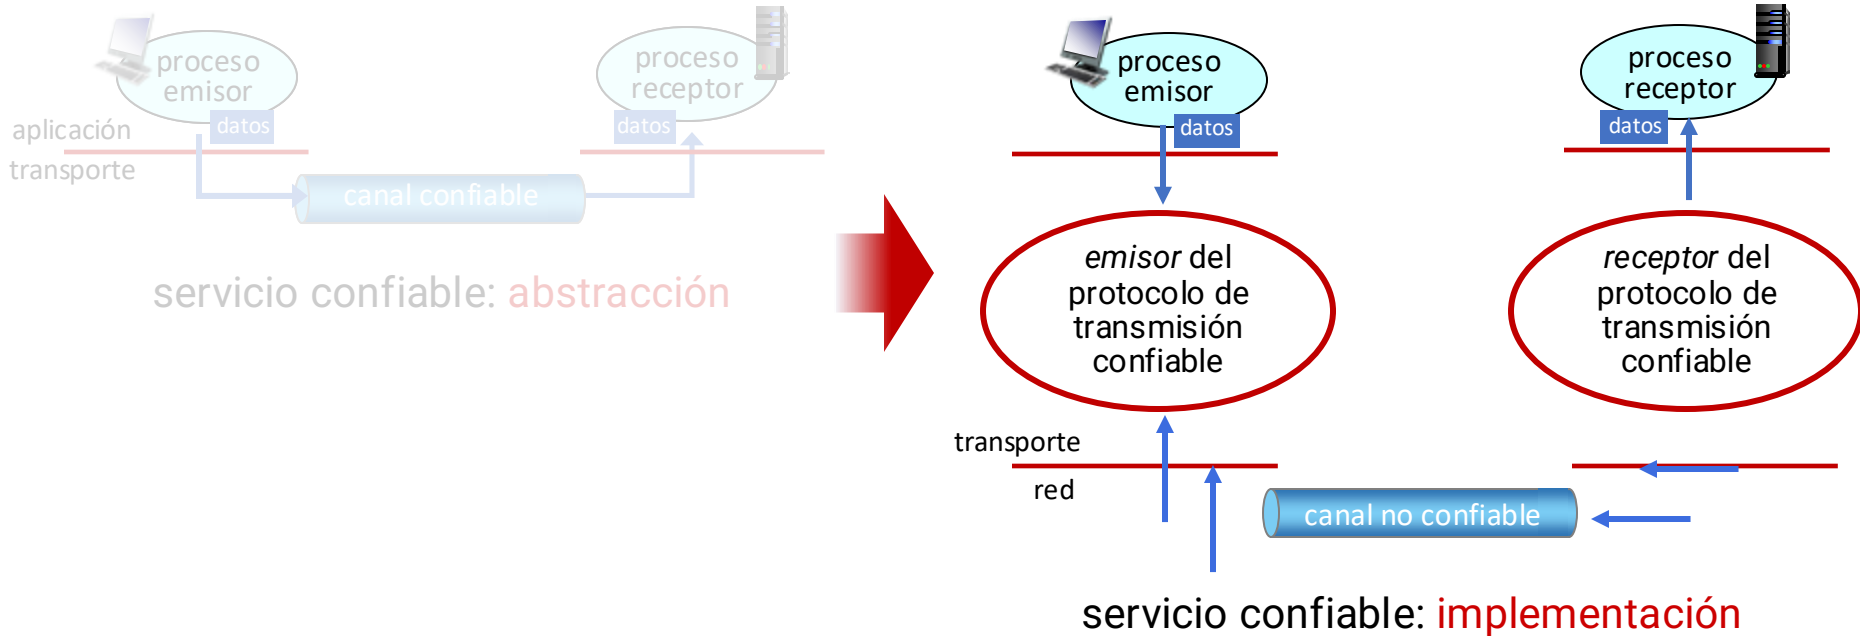 proceso
emisor
datos
proceso
receptor
datos
aplicación
transporte
canal confiable
servicio confiable: abstracción
proceso
emisor
datos
proceso
receptor
datos
emisor del
protocolo de
transmisión
confiable
receptor del
protocolo de
transmisión
confiable
transporte
red
canal no confiable
servicio confiable: implementación